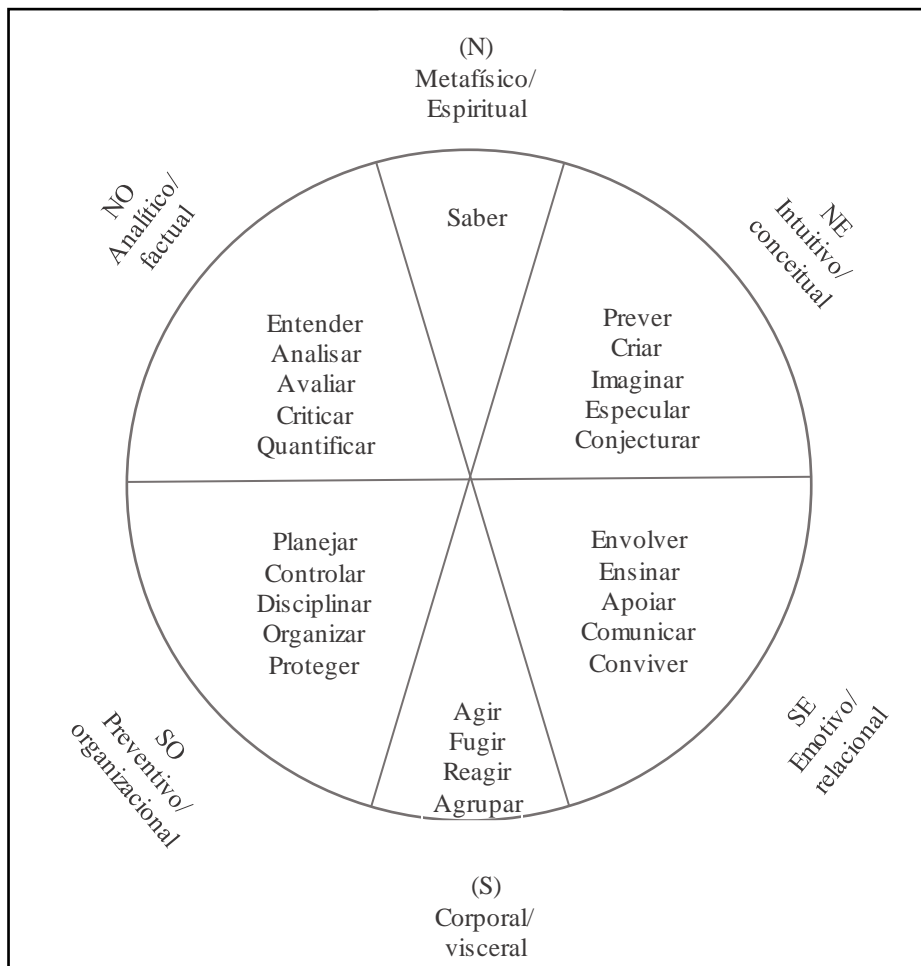 (N)
Metafísico/
Espiritual
NO
Analítico/
factual
NE
Intuitivo/
conceitual
Saber
Entender
Analisar
Avaliar
Criticar
Quantificar
Prever
Criar
Imaginar
Especular
Conjecturar
Planejar
Controlar
Disciplinar
Organizar
Proteger
Envolver
Ensinar
Apoiar
Comunicar
Conviver
Agir
Fugir
Reagir
Agrupar
SO
Preventivo/
organizacional
SE
Emotivo/
relacional
(S)
Corporal/
visceral